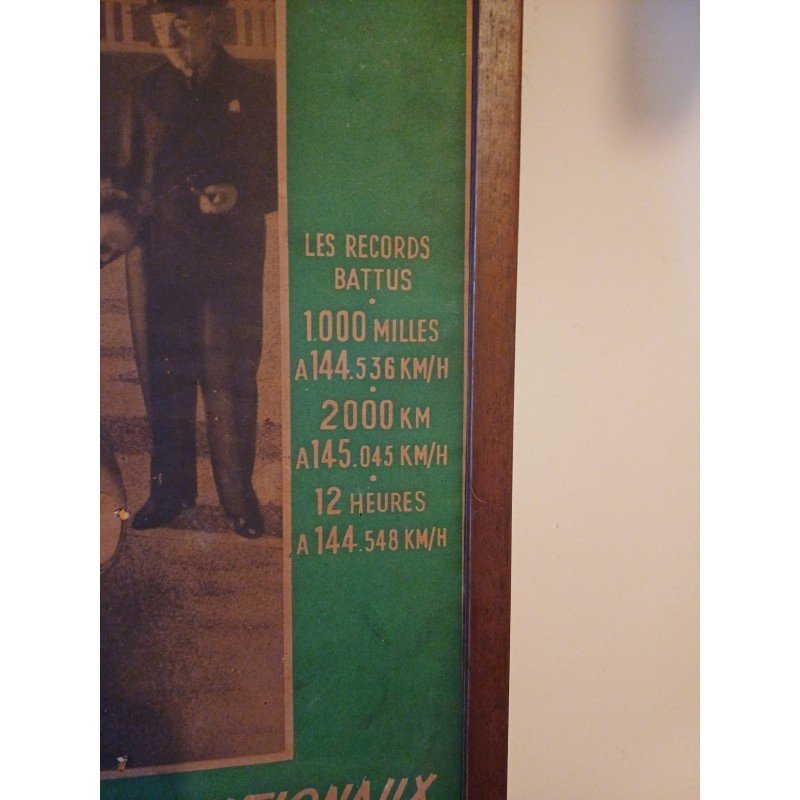 LES RECORDS
BATTUS
1.000 MILLES
A 144.536 KM/H
2000 KM
A 145.045 KM/H
12 HEURES
A 144.548 KM/H